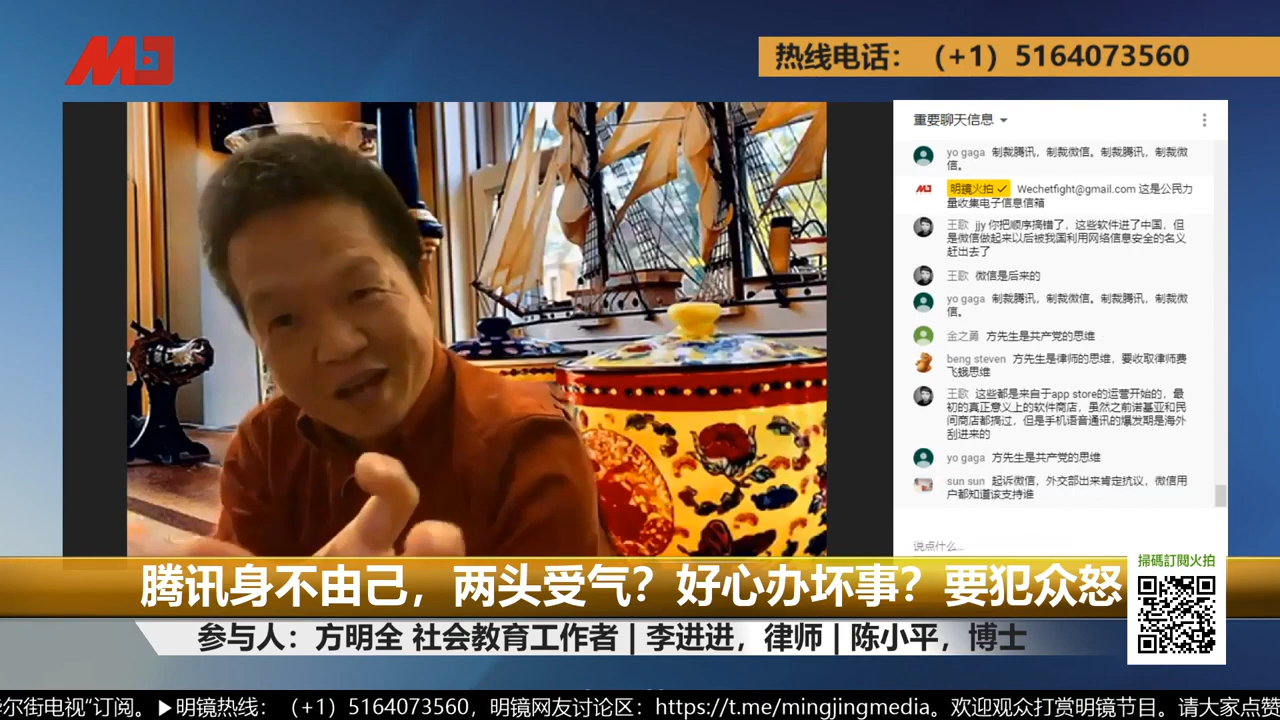 MJ
热线电话：（+1）5164073560
重要聊天信息
yo gaga 制裁腾讯，制裁微信。制裁腾讯，制裁微
信。
明镜火拍 Wechetfight@gmail.com 这是公民力
量收集电子信息信箱
王歌 jjy 你把顺序搞错了，这些软件进了中国，但
是微信做起来以后被我国利用网络信息安全的名义
赶出去了
王歌 微信是后来的
yo gaga 制裁腾讯，制裁微信。制裁腾讯，制裁微
信。
金之勇 方先生是共产党的思维
beng steven 方先生是律师的思维，要收取律师费
飞蛾思维
王歌 这些都是来自于app store的运营开始的，最
初的真正意义上的软件商店，虽然之前诺基亚和民
间商店都搞过，但是手机语音通讯的爆发期是海外
刮进来的
yo gaga 方先生是共产党的思维
sun sun 起诉微信，外交部出来肯定抗议，微信用
户都知道该支持谁
说点什么...
掃碼訂閱火拍
腾讯身不由己，两头受气？好心办坏事？要犯众怒
参与人：方明全 社会教育工作者 | 李进进，律师 | 陈小平，博士
尔街电视“订阅。▶明镜热线：（+1）5164073560，明镜网友讨论区：https://t.me/mingjingmedia。欢迎观众打赏明镜节目。请大家点赞